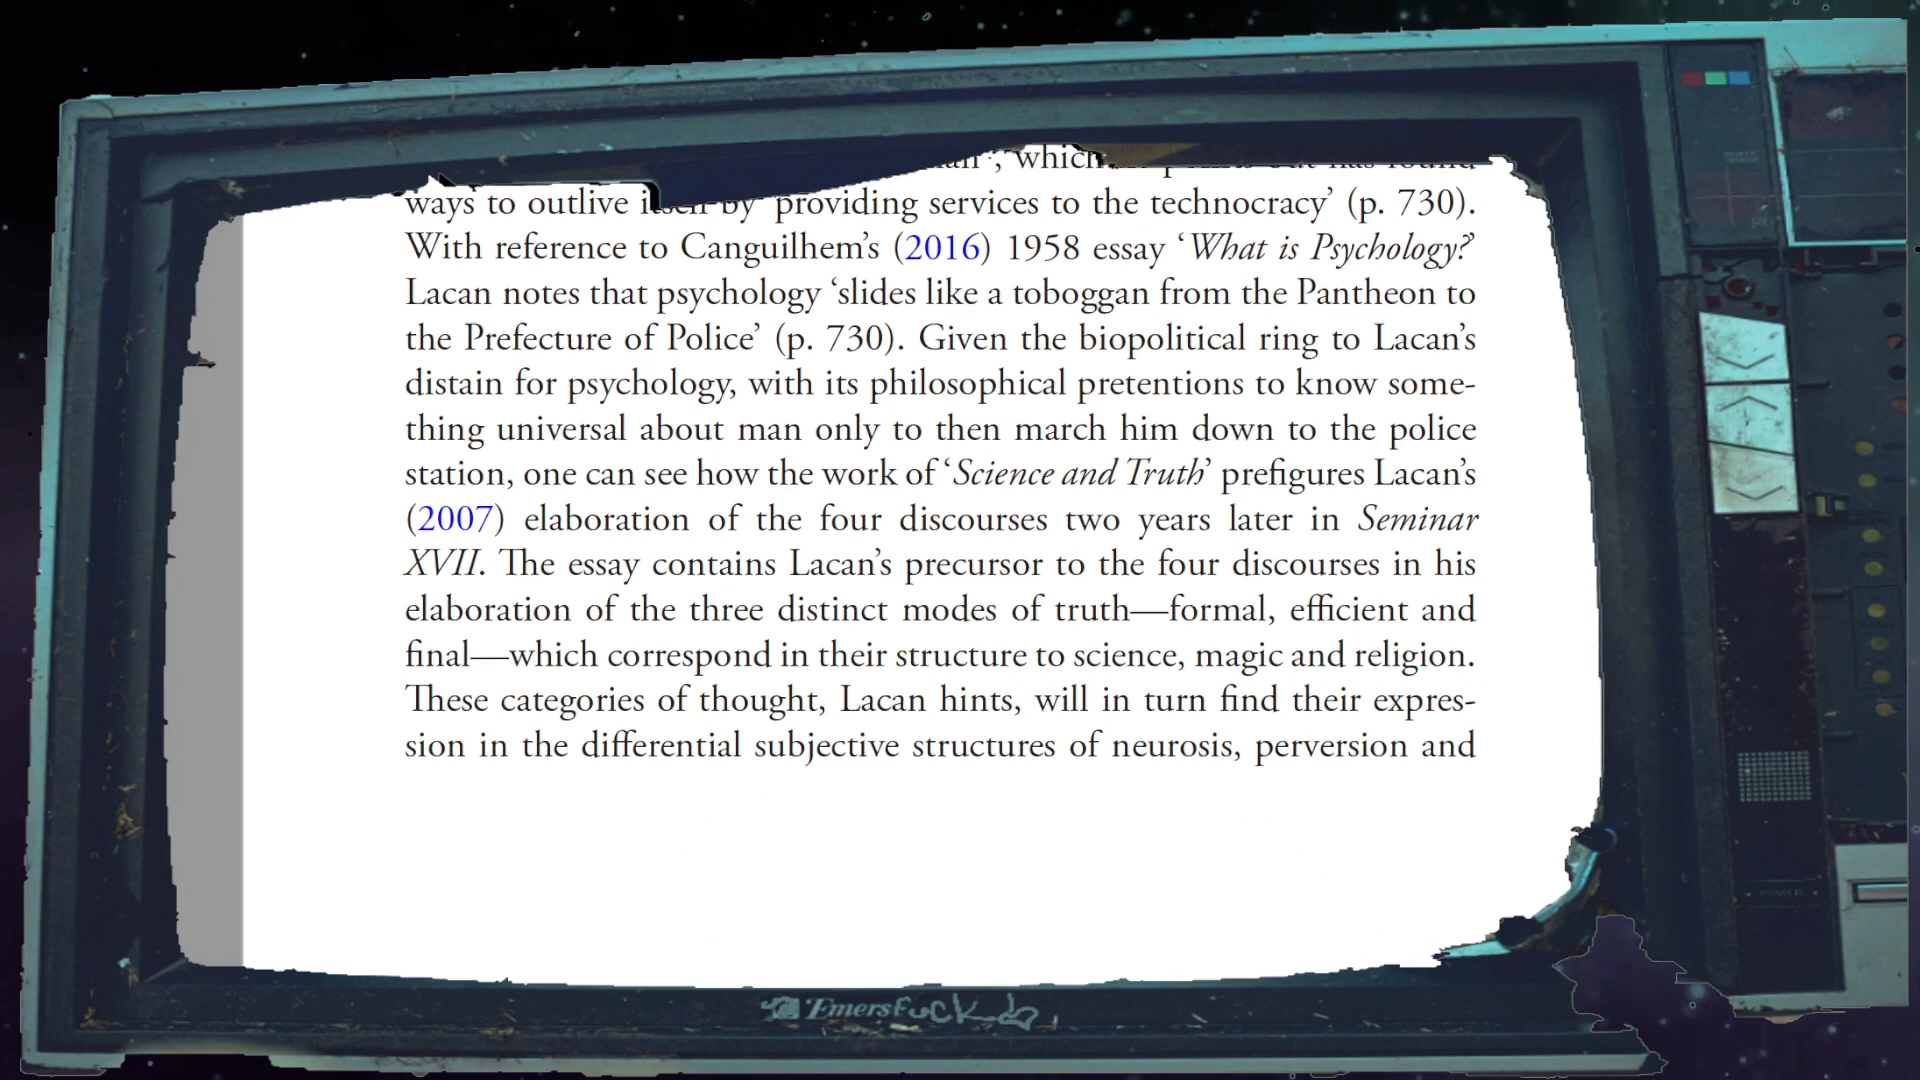 which
ways to outlive itself by ‘providing services to the technocracy’ (p. 730).
With reference to Canguilhem’s (2016) 1958 essay ‘What is Psychology?’
Lacan notes that psychology ‘slides like a toboggan from the Pantheon to
the Prefecture of Police’ (p. 730). Given the biopolitical ring to Lacan’s
distain for psychology, with its philosophical pretentions to know some-
thing universal about man only to then march him down to the police
station, one can see how the work of ‘Science and Truth’ prefigures Lacan’s
(2007) elaboration of the four discourses two years later in Seminar
XVII. The essay contains Lacan’s precursor to the four discourses in his
elaboration of the three distinct modes of truth—formal, efficient and
final—which correspond in their structure to science, magic and religion.
These categories of thought, Lacan hints, will in turn find their expres-
sion in the differential subjective structures of neurosis, perversion and
POWER